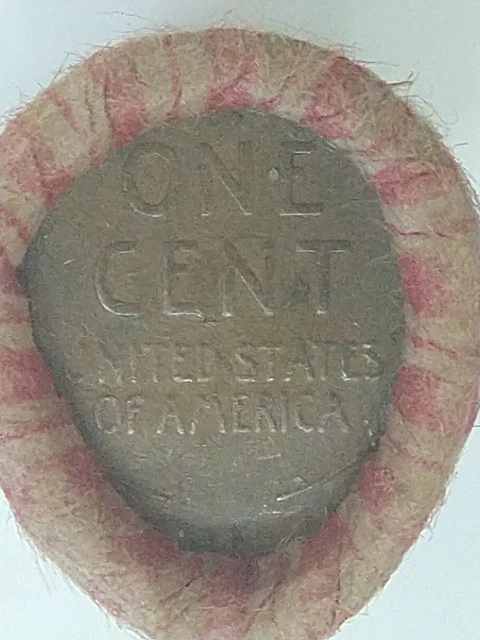 ONE
CENT
UNITED STATES
OF AMERICA